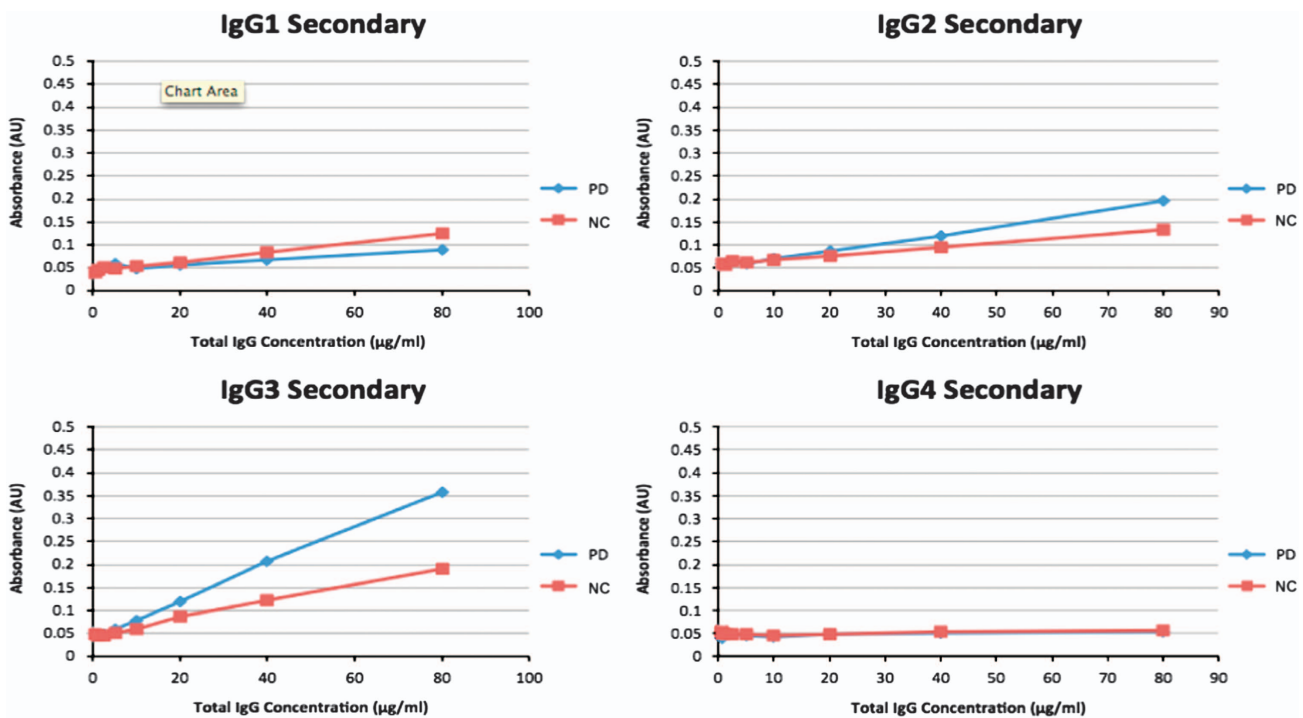 IgG1 Secondary
0.5
0.45
0.4
0.35
0.3
0.25
0.2
0.15
0.1
0.05
0
Absorbance (AU)
Chart Area
PD
NC
0 20 40 60 80 100
Total IgG Concentration (µg/ml)
IgG2 Secondary
0.5
0.45
0.4
0.35
0.3
0.25
0.2
0.15
0.1
0.05
0
Absorbance (AU)
PD
NC
0 10 20 30 40 50 60 70 80 90
Total IgG Concentration (µg/ml)
IgG3 Secondary
0.5
0.45
0.4
0.35
0.3
0.25
0.2
0.15
0.1
0.05
0
Absorbance (AU)
PD
NC
0 20 40 60 80 100
Total IgG Concentration (µg/ml)
IgG4 Secondary
0.5
0.45
0.4
0.35
0.3
0.25
0.2
0.15
0.1
0.05
0
Absorbance (AU)
PD
NC
0 10 20 30 40 50 60 70 80 90
Total IgG Concentration (µg/ml)